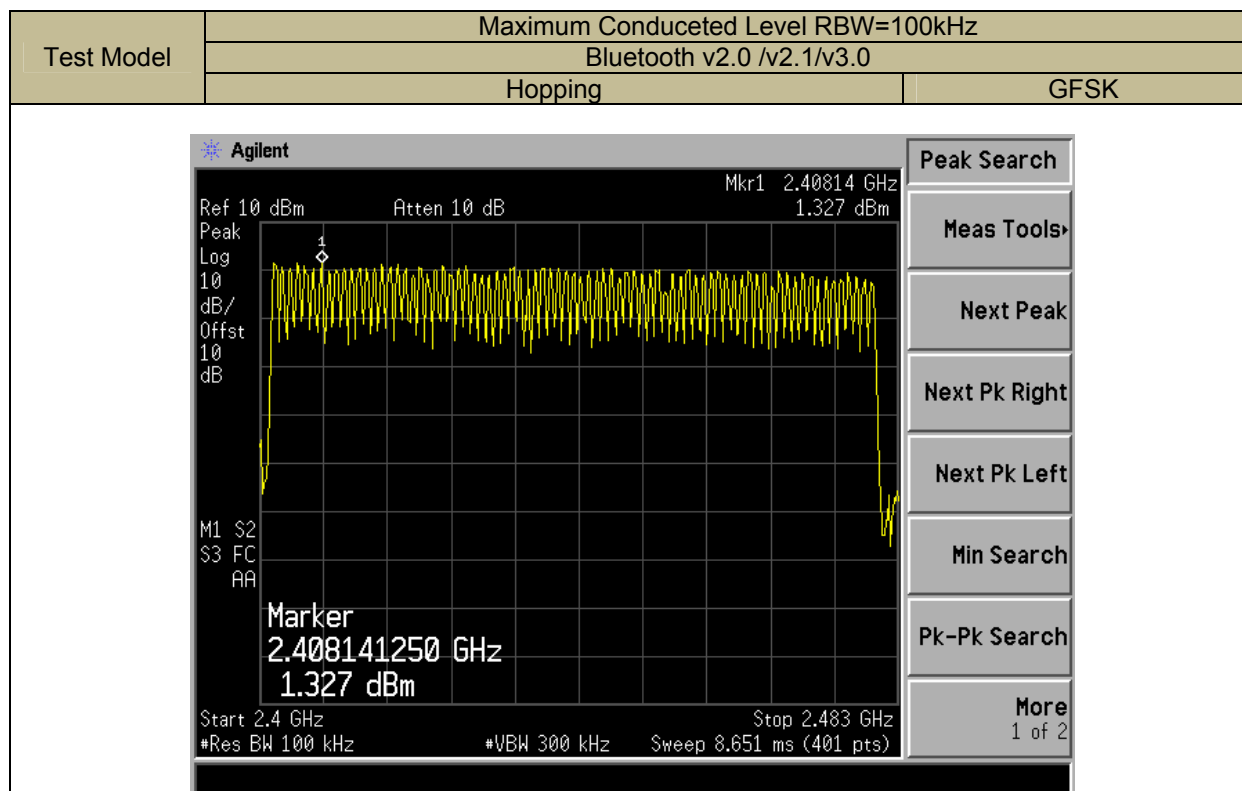 Test Model
Maximum Conduceted Level RBW=100kHz
Bluetooth v2.0 /v2.1/v3.0
Hopping GFSK
Agilent
Peak Search
Mkr1 2.40814 GHz
Ref 10 dBm Atten 10 dB 1.327 dBm
Peak
Log
10
dB/
Offst
10
dB
1
M1 S2
S3 FC
AA
Marker
2.408141250 GHz
1.327 dBm
Start 2.4 GHz Stop 2.483 GHz
#Res BW 100 kHz #VBW 300 kHz Sweep 8.651 ms (401 pts)
Meas Tools
Next Peak
Next Pk Right
Next Pk Left
Min Search
Pk-Pk Search
More
1 of 2